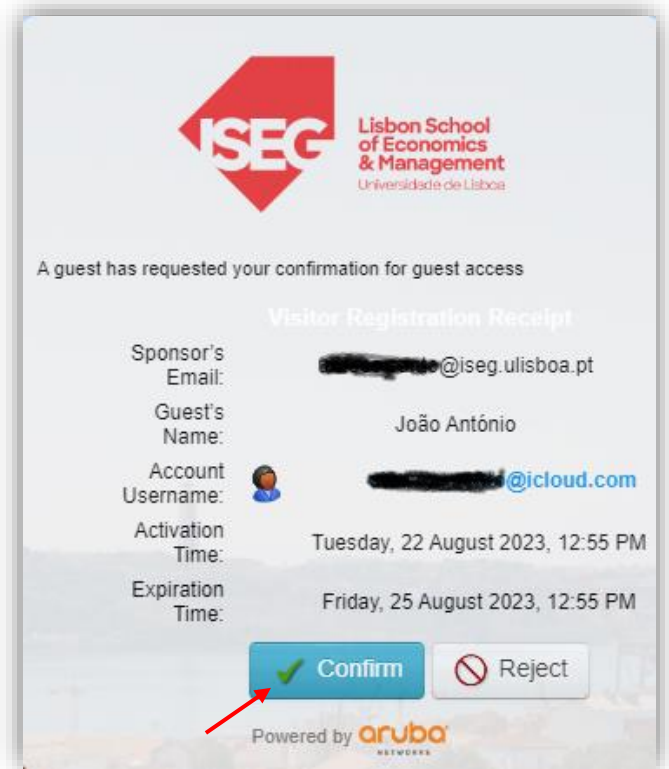 ISEG
Lisbon School
of Economics
& Management
Universidade de Lisboa
A guest has requested your confirmation for guest access
Visitor Registration Receipt
Sponsor's
Email:
@iseg.ulisboa.pt
Guest's
Name:
João António
Account
Username:
@icloud.com
Activation
Time:
Tuesday, 22 August 2023, 12:55 PM
Expiration
Time:
Friday, 25 August 2023, 12:55 PM
Confirm
Reject
Powered by aruba
NETWORKS